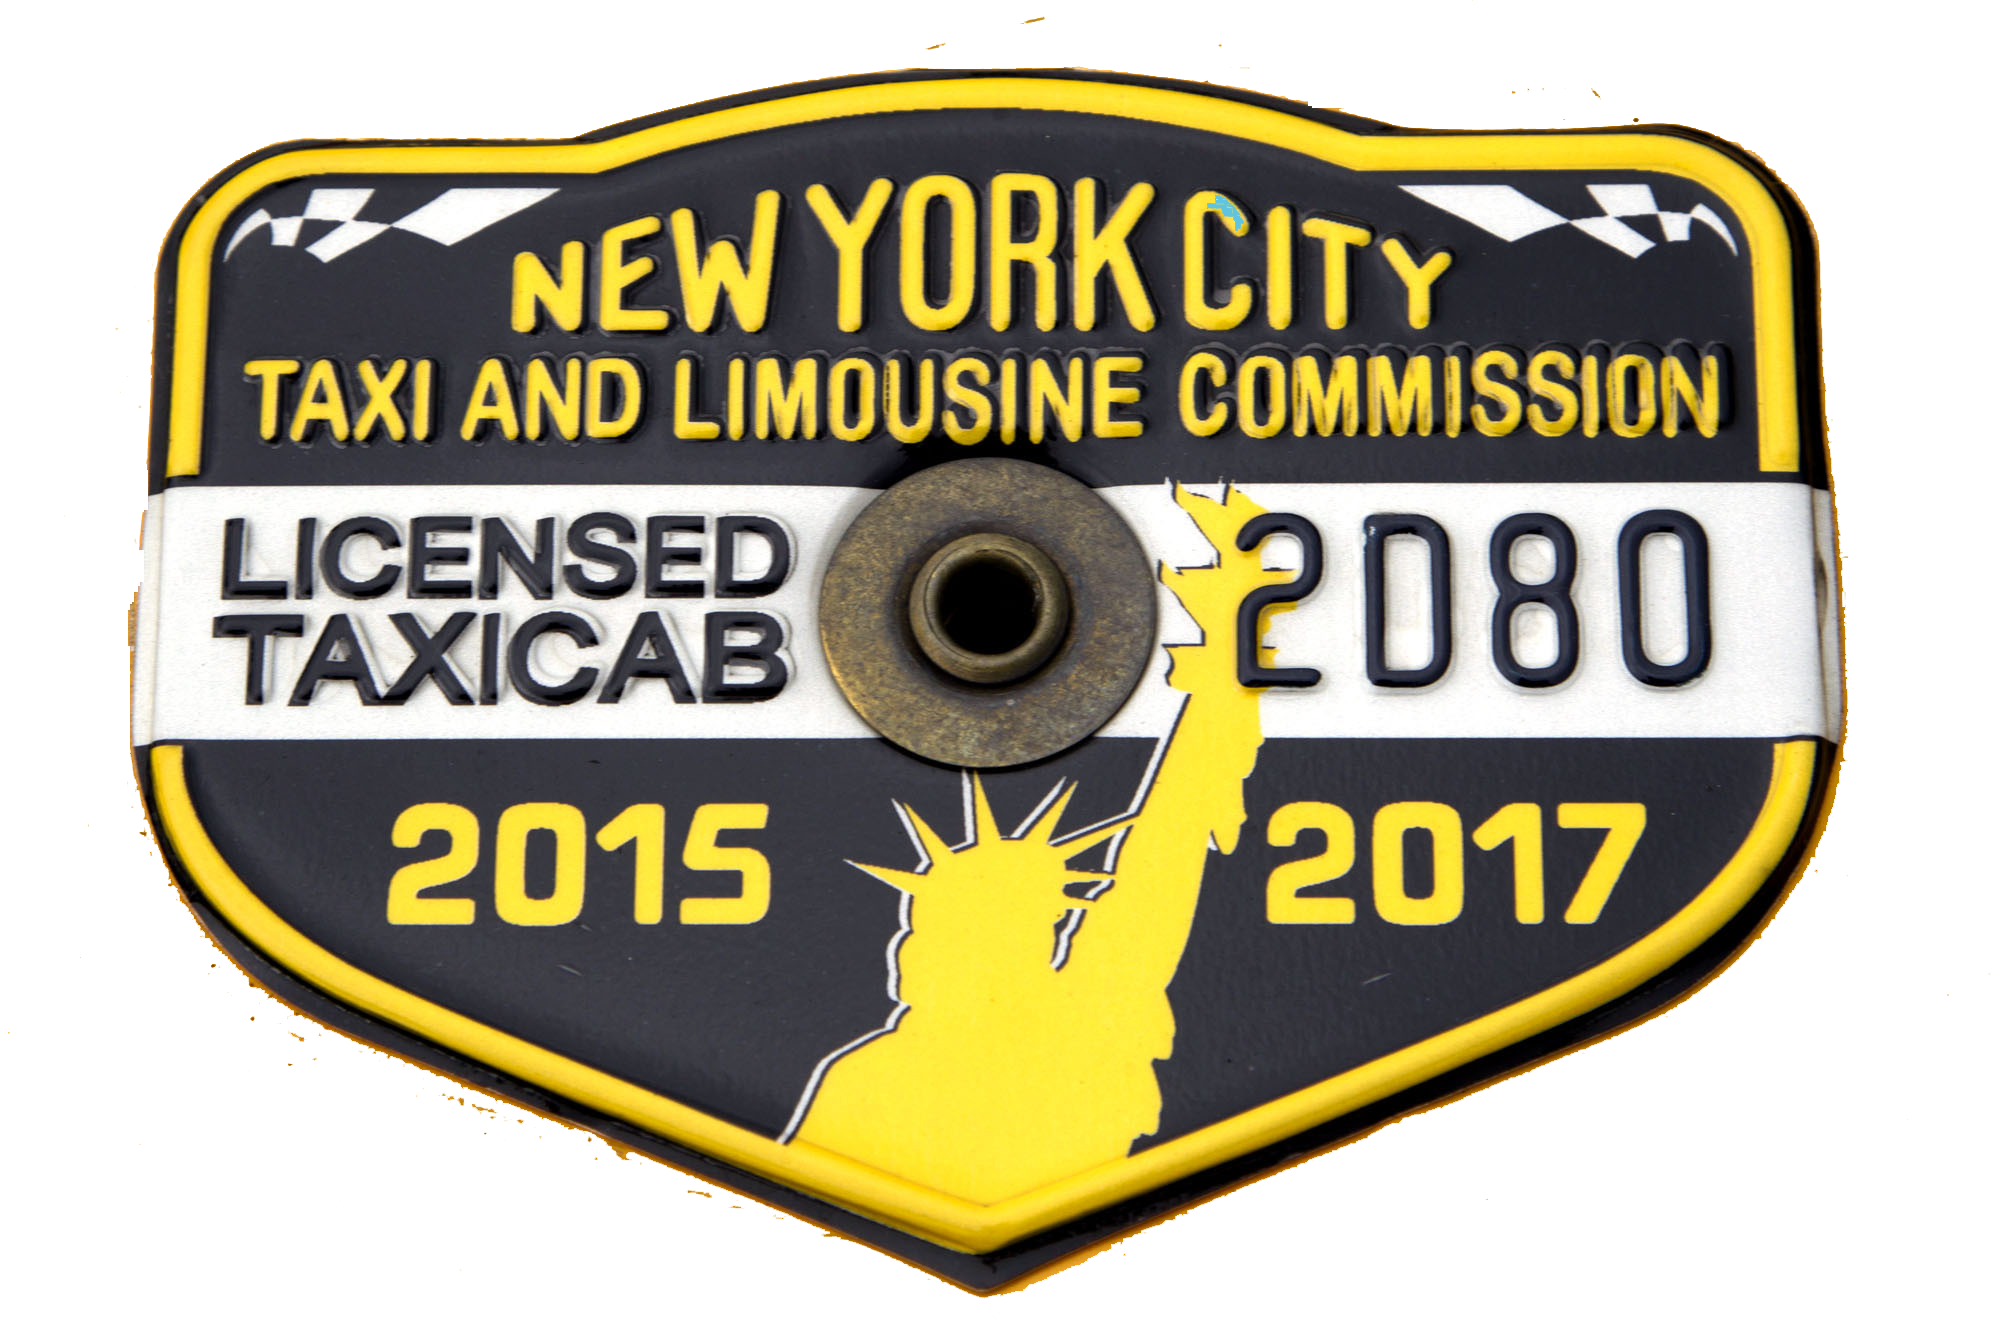 NEW YORK CITY
TAXI AND LIMOUSINE COMMISSION
LICENSED
TAXICAB
2D80
2015
2017